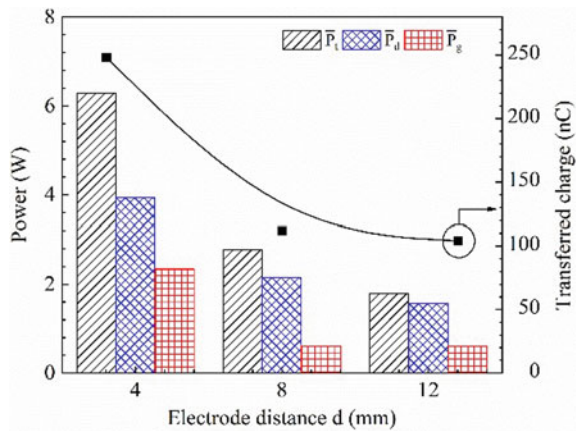 P̅t P̅d P̅g
8
6
4
2
0
Power (W)
250
200
150
100
50
0
Transferred charge (nC)
4 8 12
Electrode distance d (mm)